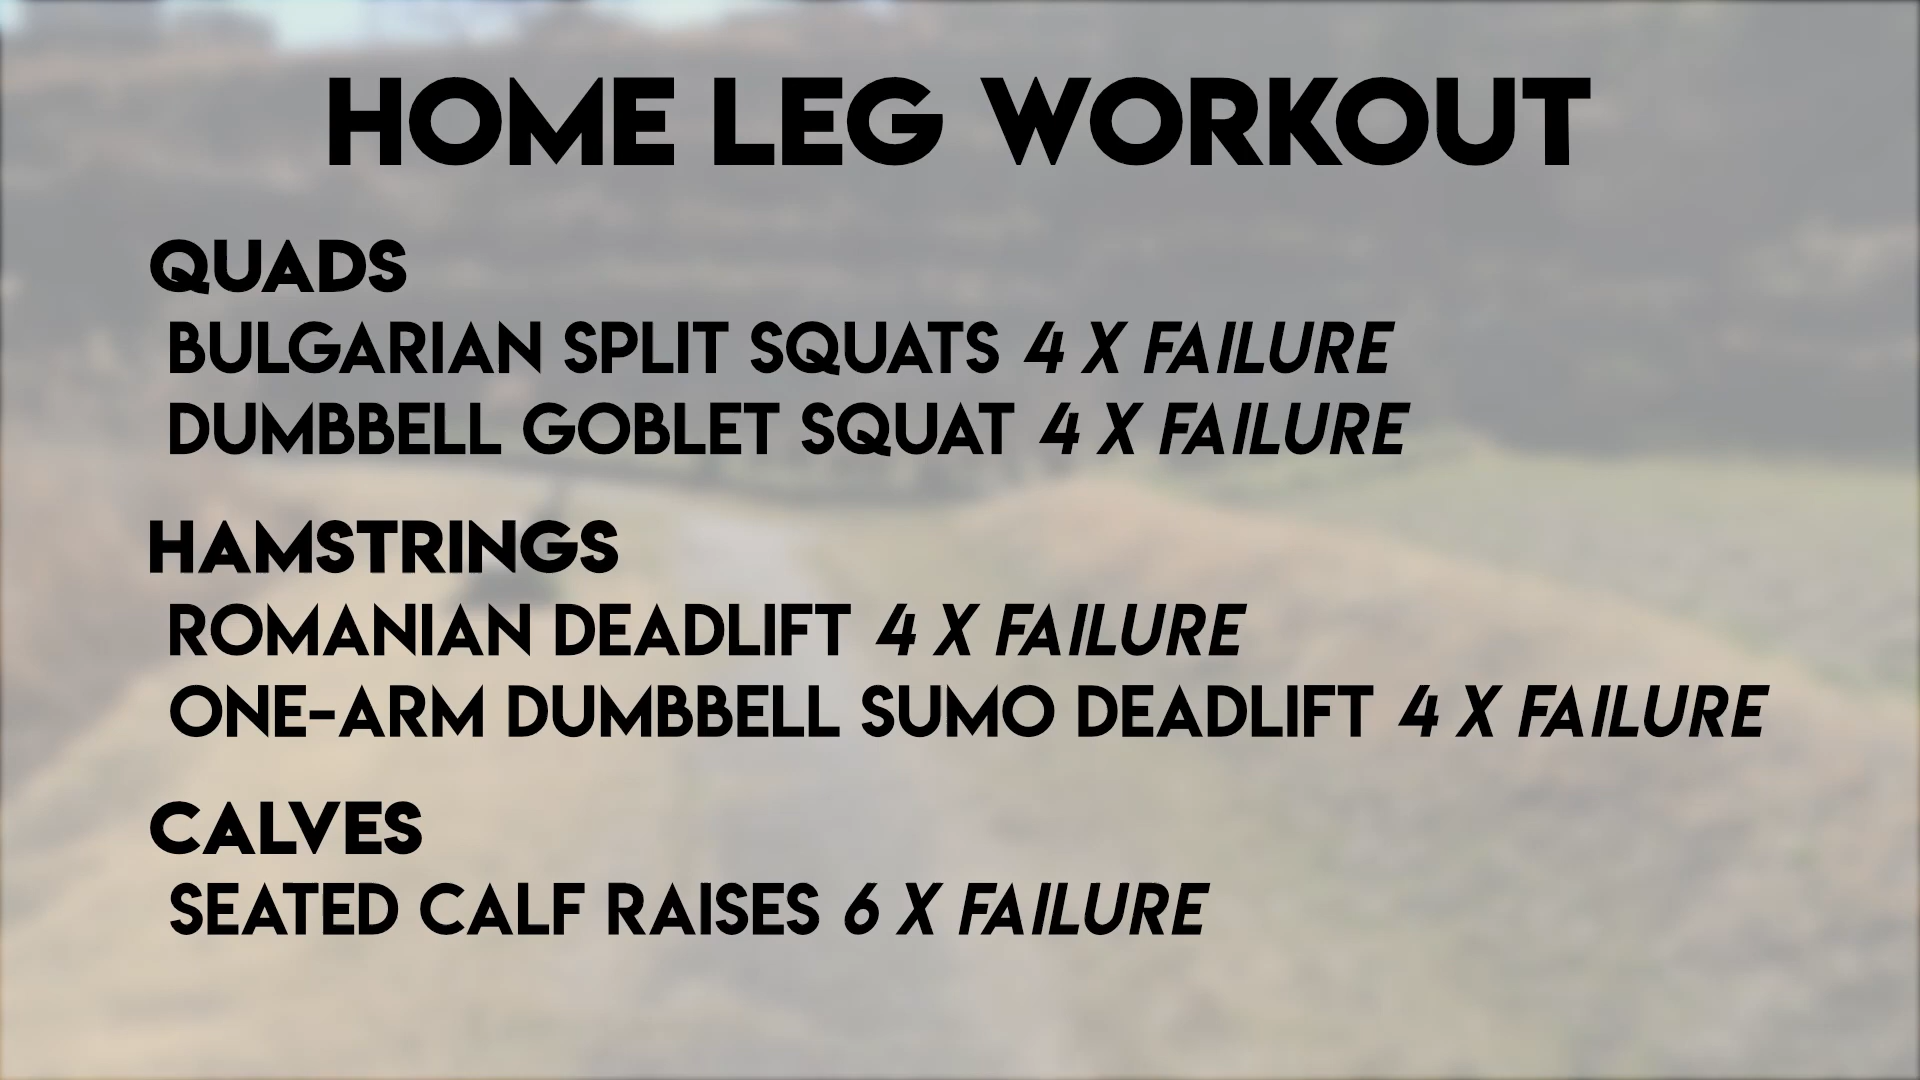 HOME LEG WORKOUT
QUADS
BULGARIAN SPLIT SQUATS 4 X FAILURE
DUMBBELL GOBLET SQUAT 4 X FAILURE
HAMSTRINGS
ROMANIAN DEADLIFT 4 X FAILURE
ONE-ARM DUMBBELL SUMO DEADLIFT 4 X FAILURE
CALVES
SEATED CALF RAISES 6 X FAILURE